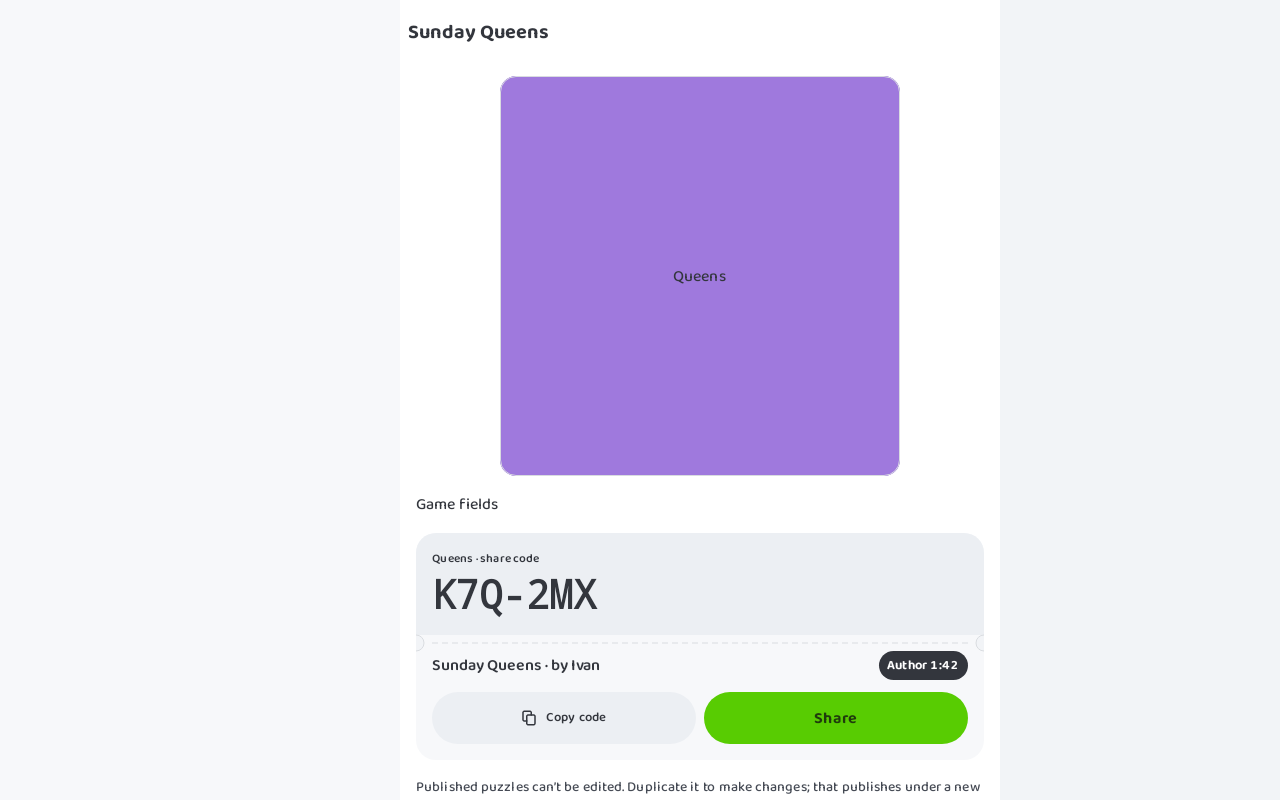 Sunday Queens
Queens
Game fields
Queens · share code
K7Q-2MX
Sunday Queens · by Ivan
Author 1:42
Copy code
Share
Published puzzles can’t be edited. Duplicate it to make changes; that publishes under a new